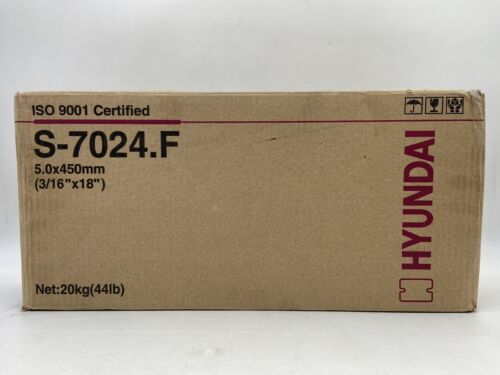 ISO 9001 Certified
S-7024.F
5.0x450mm
(3/16"x18")
Net:20kg(44lb)
HYUNDAI